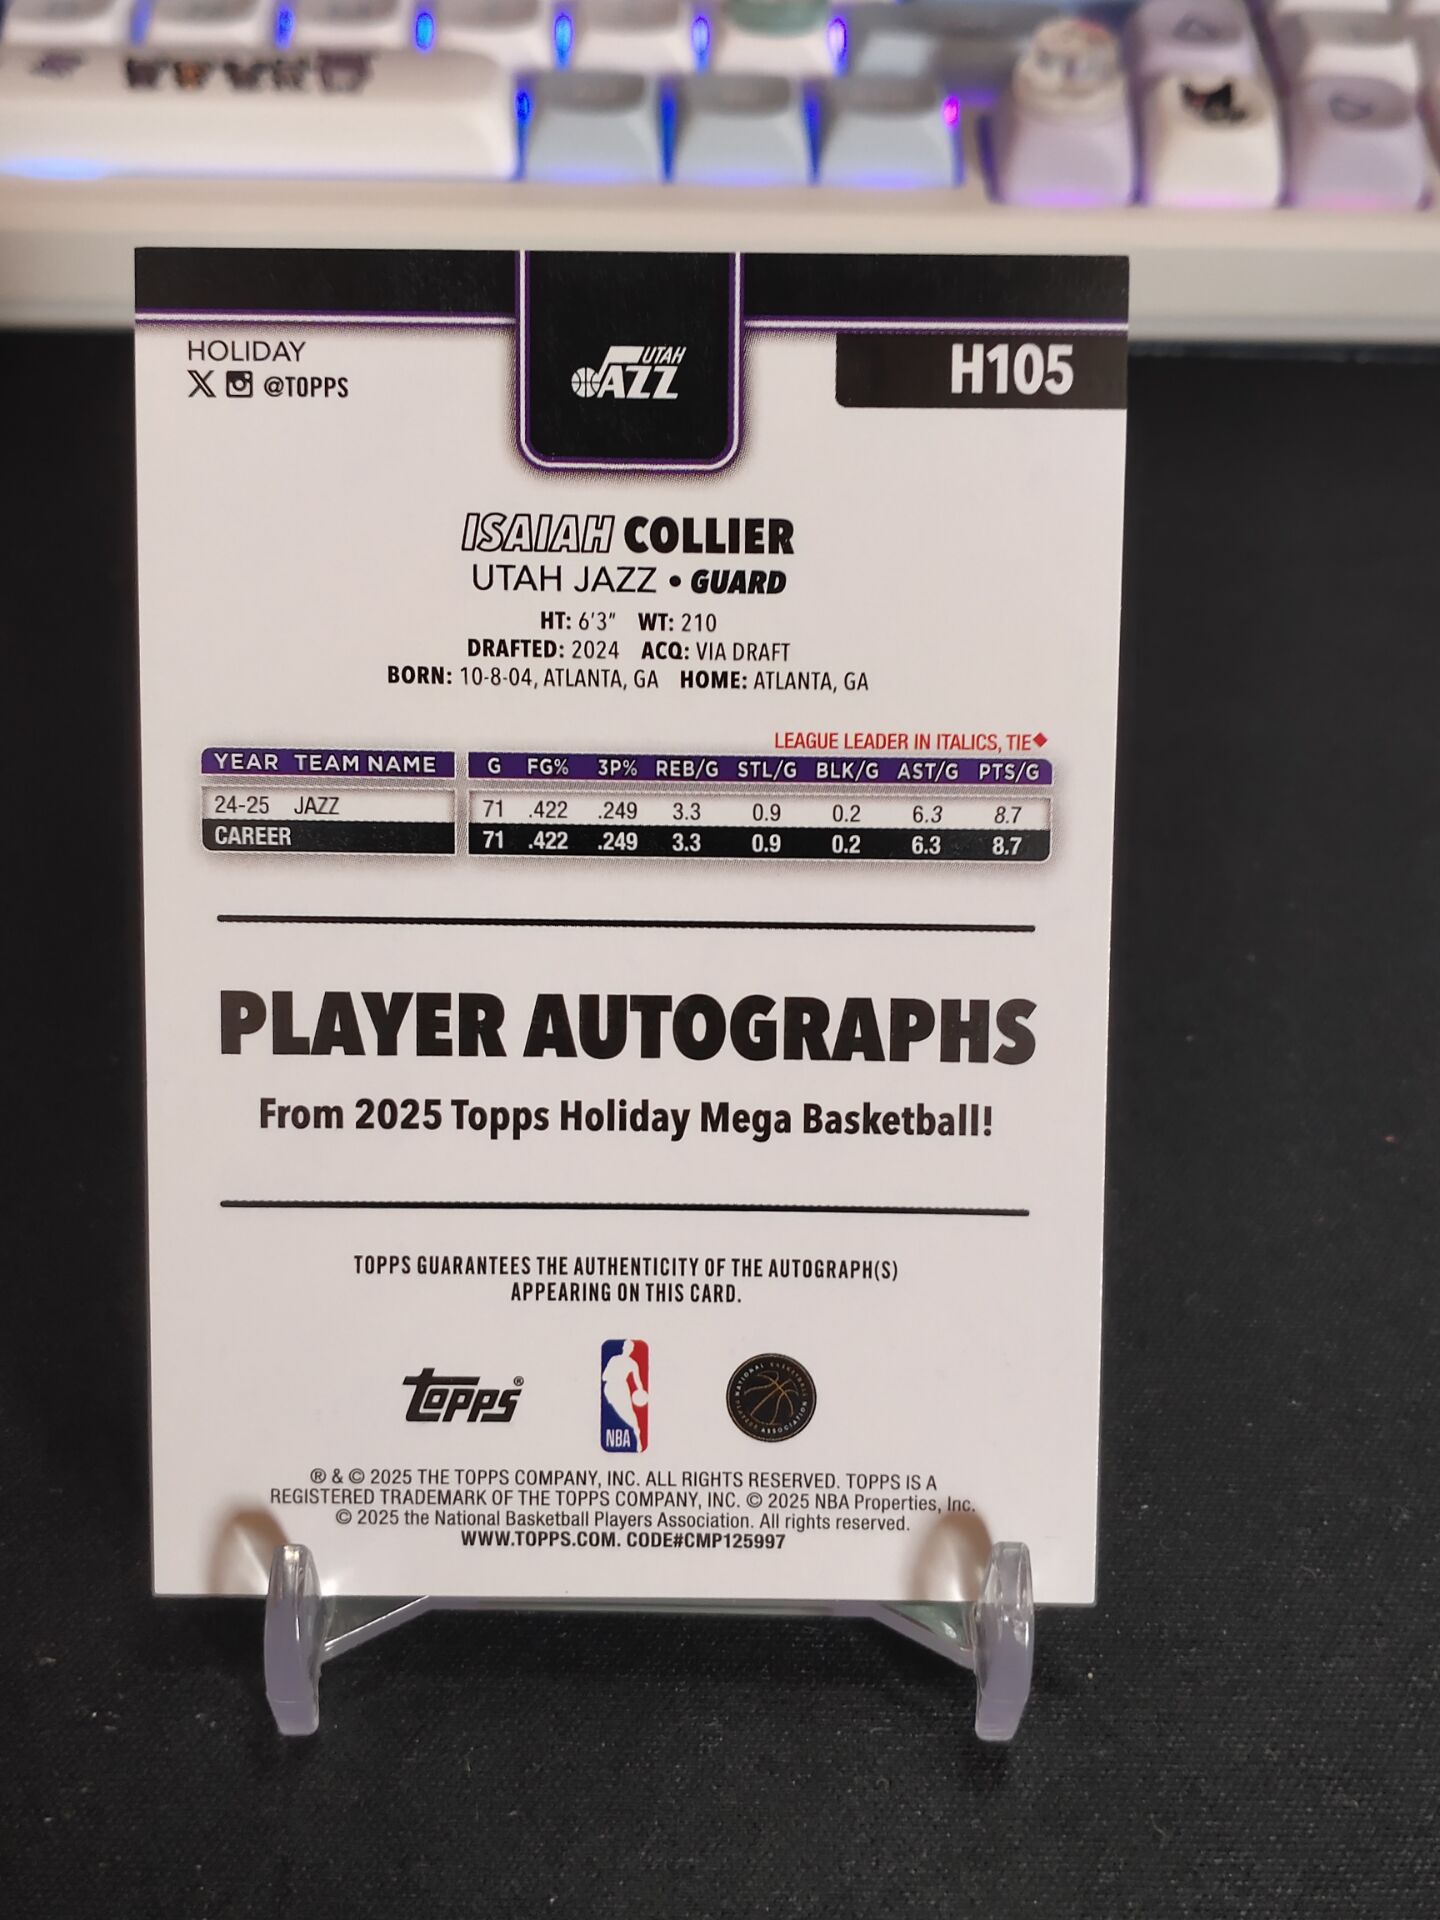 UTAH
JAZZ
HOLIDAY
@TOPPS
H105
ISAIAH COLLIER
UTAH JAZZ • GUARD
HT: 6'3" WT: 210
DRAFTED: 2024 ACQ: VIA DRAFT
BORN: 10-8-04, ATLANTA, GA HOME: ATLANTA, GA
LEAGUE LEADER IN ITALICS, TIE◆
YEAR TEAM NAME G FG% 3P% REB/G STL/G BLK/G AST/G PTS/G
24-25 JAZZ 71 .422 .249 3.3 0.9 0.2 6.3 8.7
CAREER 71 .422 .249 3.3 0.9 0.2 6.3 8.7
PLAYER AUTOGRAPHS
From 2025 Topps Holiday Mega Basketball!
TOPPS GUARANTEES THE AUTHENTICITY OF THE AUTOGRAPH(S)
APPEARING ON THIS CARD.
topps®
NBA
NATIONAL BASKETBALL
PLAYERS ASSOCIATION
® & © 2025 THE TOPPS COMPANY, INC. ALL RIGHTS RESERVED. TOPPS IS A
REGISTERED TRADEMARK OF THE TOPPS COMPANY, INC. © 2025 NBA Properties, Inc.
© 2025 the National Basketball Players Association. All rights reserved.
WWW.TOPPS.COM. CODE#CMP125997